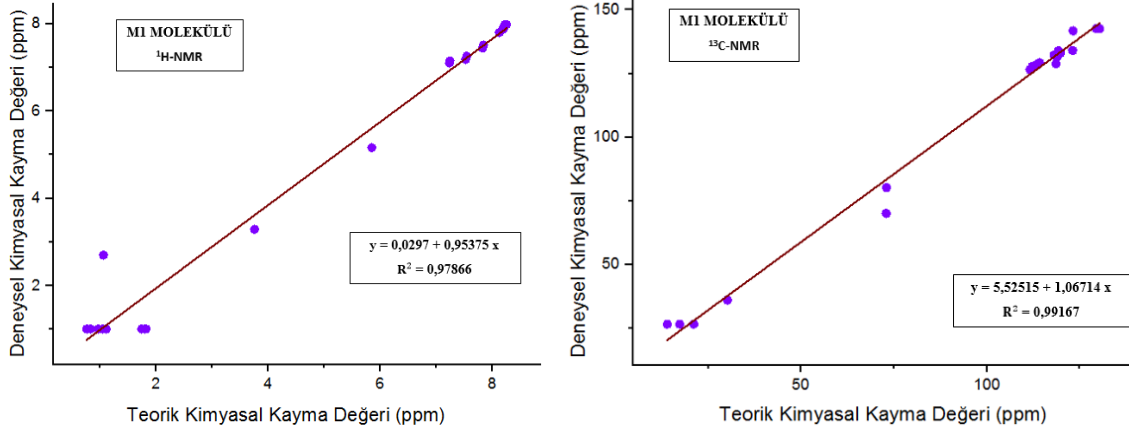 M1 MOLEKÜLÜ
¹H-NMR
Deneysel Kimyasal Kayma Değeri (ppm)
8
6
4
2
y = 0,0297 + 0,95375 x
R² = 0,97866
2 4 6 8
Teorik Kimyasal Kayma Değeri (ppm)
M1 MOLEKÜLÜ
¹³C-NMR
Deneysel Kimyasal Kayma Değeri (ppm)
150
100
50
y = 5,52515 + 1,06714 x
R² = 0,99167
50 100
Teorik Kimyasal Kayma Değeri (ppm)